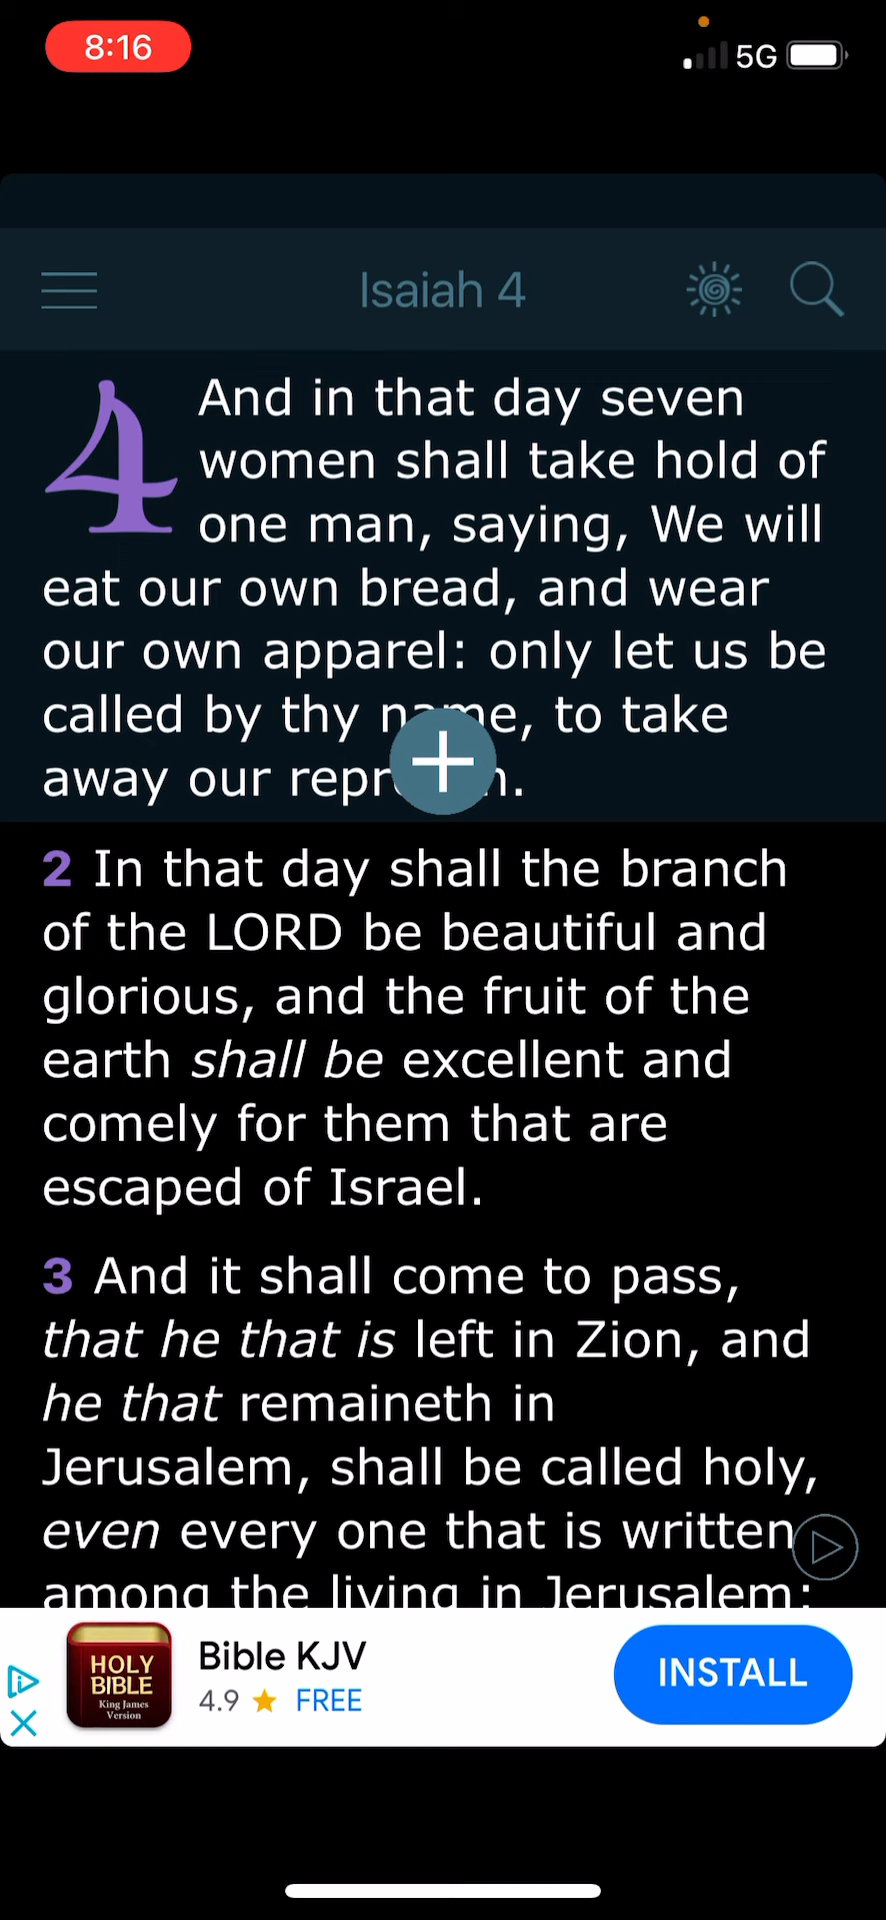 8:16
5G
Isaiah 4
4 And in that day seven
women shall take hold of
one man, saying, We will
eat our own bread, and wear
our own apparel: only let us be
called by thy name, to take
away our
2 In that day shall the branch
of the LORD be beautiful and
glorious, and the fruit of the
earth shall be excellent and
comely for them that are
escaped of Israel.
3 And it shall come to pass,
that he that is left in Zion, and
he that remaineth in
Jerusalem, shall be called holy,
even every one that is written
among the living in Jerusalem:
HOLY
BIBLE
King James
Version
Bible KJV
4.9 ★ FREE
INSTALL